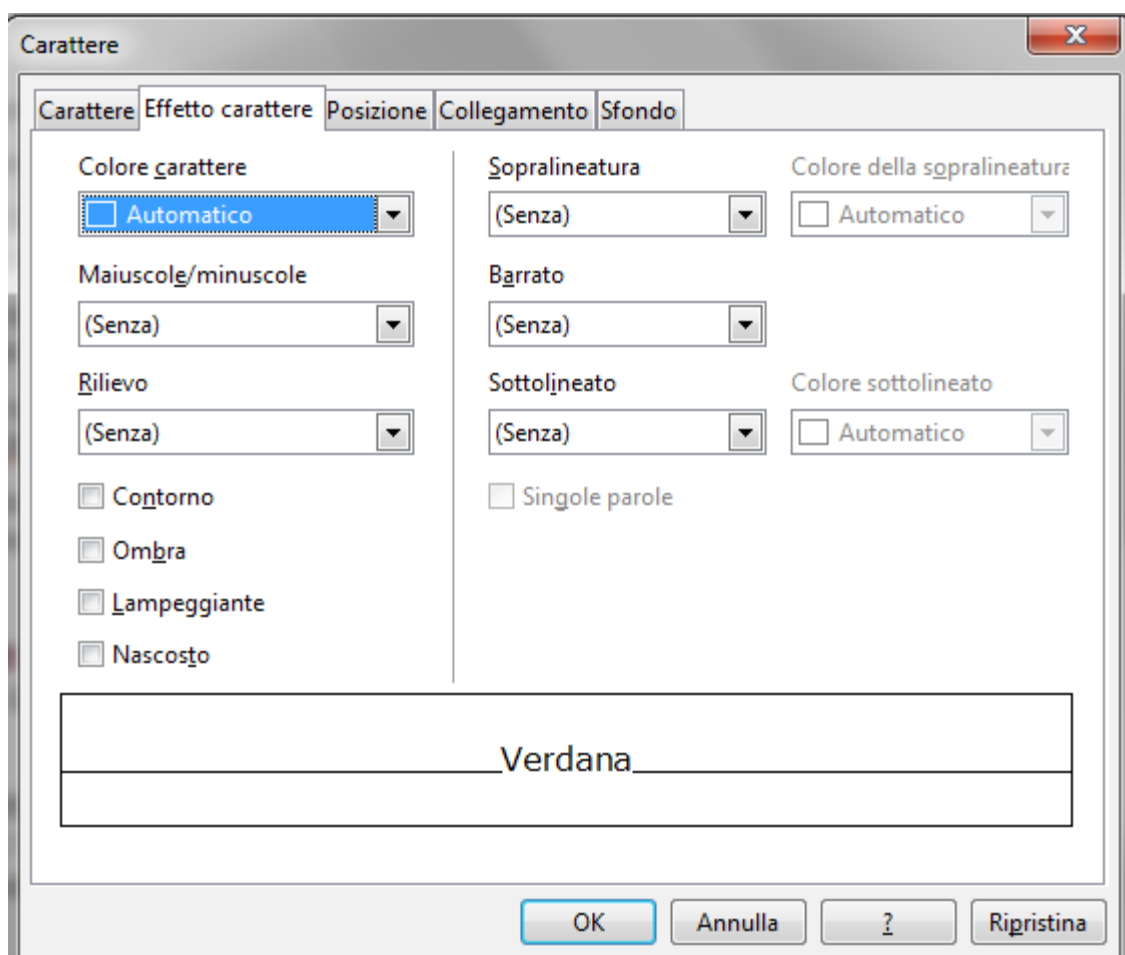 Carattere
Carattere Effetto carattere Posizione Collegamento Sfondo
Colore carattere
Automatico
Maiuscole/minuscole
(Senza)
Rilievo
(Senza)
Contorno
Ombra
Lampeggiante
Nascosto
Sopralineatura Colore della sopralineatura
(Senza) Automatico
Barrato
(Senza)
Sottolineato Colore sottolineato
(Senza) Automatico
Singole parole
Verdana
OK Annulla ? Ripristina